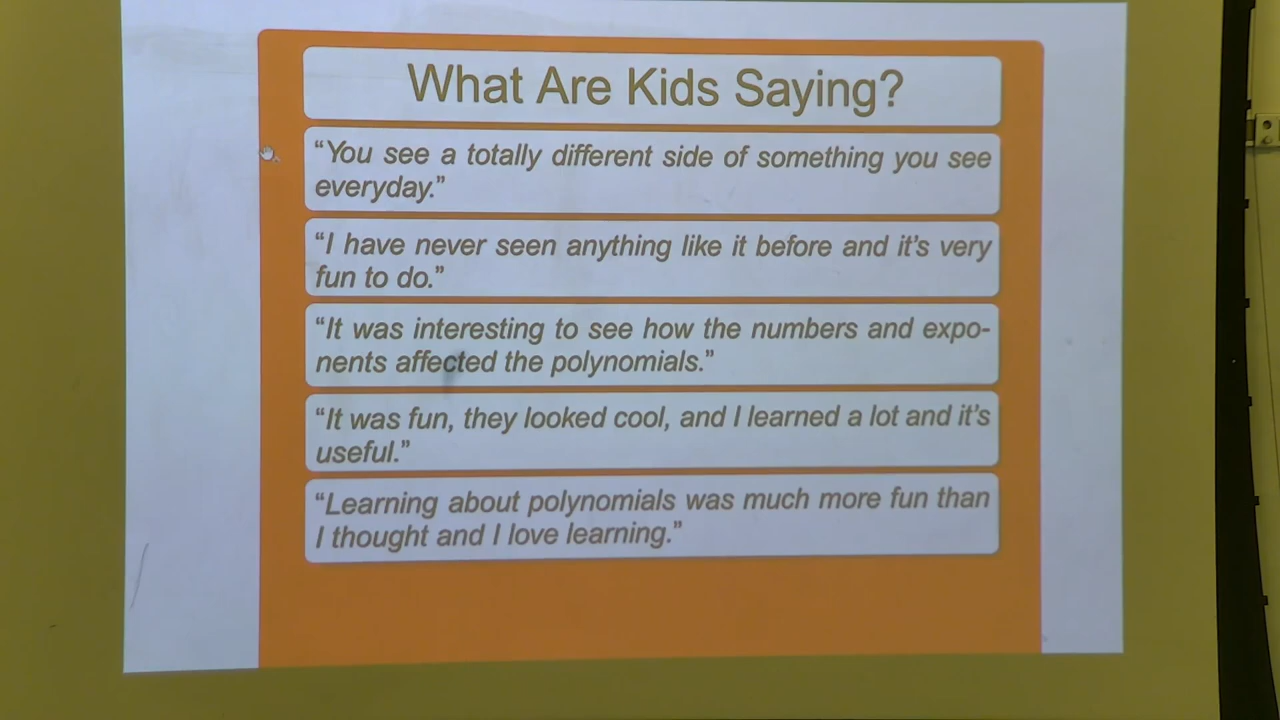 What Are Kids Saying?
“You see a totally different side of something you see
everyday.”
“I have never seen anything like it before and it’s very
fun to do.”
“It was interesting to see how the numbers and expo-
nents affected the polynomials.”
“It was fun, they looked cool, and I learned a lot and it’s
useful.”
“Learning about polynomials was much more fun than
I thought and I love learning.”